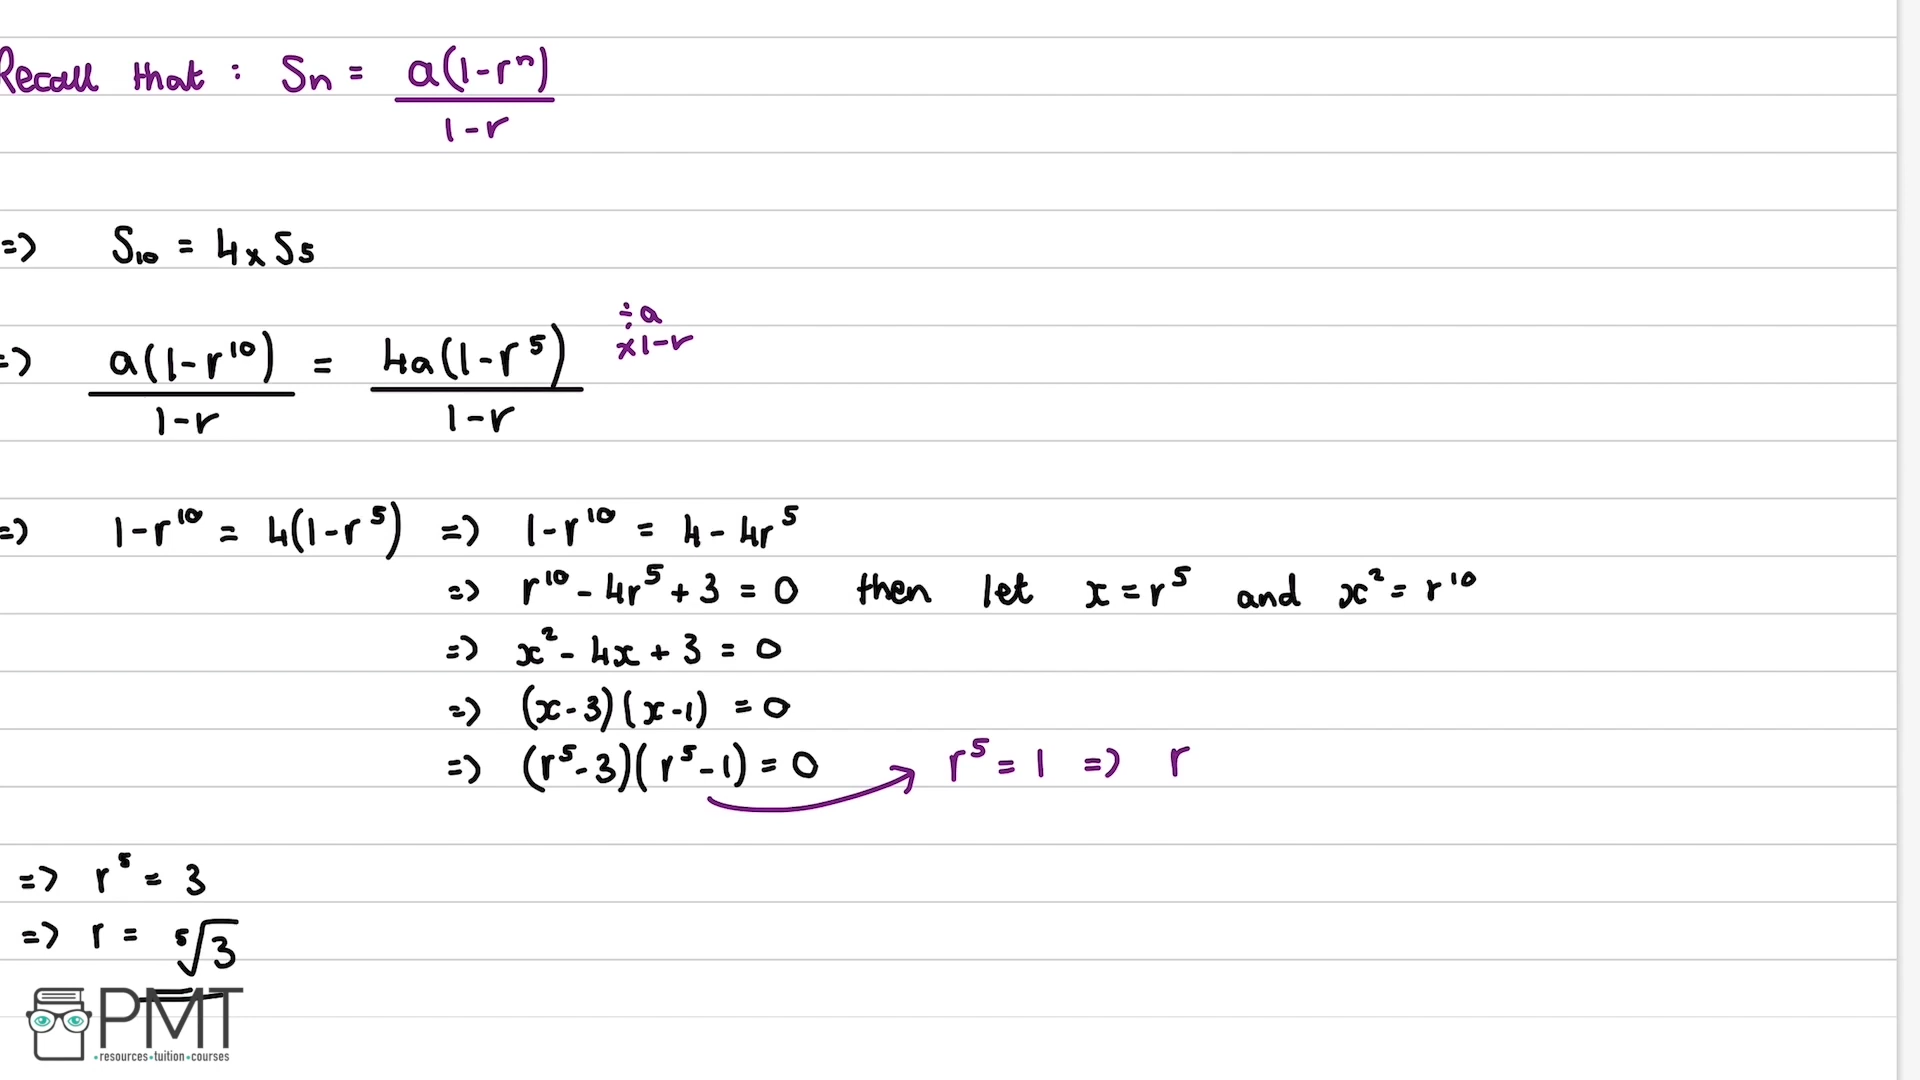 Recall that : Sn = a(1-rⁿ) / 1-r
=> S₁₀ = 4 x S₅
=> a(1-r¹⁰) / 1-r = 4a(1-r⁵) / 1-r ÷a x1-r
=> 1-r¹⁰ = 4(1-r⁵) => 1-r¹⁰ = 4 - 4r⁵
=> r¹⁰ - 4r⁵ + 3 = 0 then let x = r⁵ and x² = r¹⁰
=> x² - 4x + 3 = 0
=> (x-3)(x-1) = 0
=> (r⁵-3)(r⁵-1) = 0 r⁵ = 1 => r
=> r⁵ = 3
=> r = ⁵√3
PMT
•resources•tuition•courses